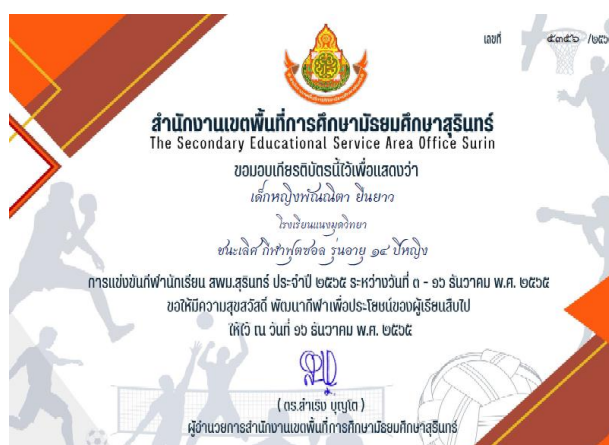 เลขที่ ๕๓๕๖ /๒๕๖
สำนักงานเขตพื้นที่การศึกษามัธยมศึกษาสุรินทร์
The Secondary Educational Service Area Office Surin
ขอมอบเกียรติบัตรนี้ไว้เพื่อแสดงว่า
เด็กหญิงพัณณิตา ยืนยาว
โรงเรียนแนงมุดวิทยา
ชนะเลิศ กีฬาฟุตซอล รุ่นอายุ ๑๔ ปีหญิง
การแข่งขันกีฬานักเรียน สพม.สุรินทร์ ประจำปี ๒๕๖๕ ระหว่างวันที่ ๓ - ๑๖ ธันวาคม พ.ศ. ๒๕๖๕
ขอให้มีความสุขสวัสดิ์ พัฒนากีฬาเพื่อประโยชน์ของผู้เรียนสืบไป
ให้ไว้ ณ วันที่ ๑๖ ธันวาคม พ.ศ. ๒๕๖๕
( ดร.สำเริง บุญโต )
ผู้อำนวยการสำนักงานเขตพื้นที่การศึกษามัธยมศึกษาสุรินทร์